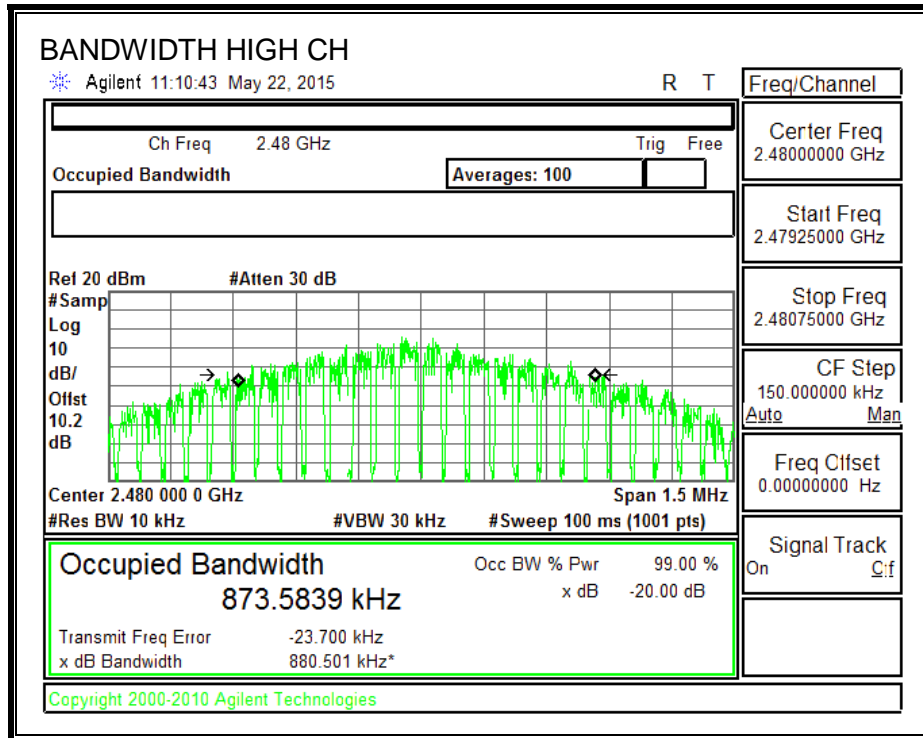 BANDWIDTH HIGH CH
Agilent 11:10:43 May 22, 2015 R T
Freq/Channel
Ch Freq 2.48 GHz Trig Free
Occupied Bandwidth Averages: 100
Center Freq
2.48000000 GHz
Start Freq
2.47925000 GHz
Stop Freq
2.48075000 GHz
CF Step
150.000000 kHz
Auto Man
Freq Offset
0.00000000 Hz
Signal Track
On Off
Ref 20 dBm #Atten 30 dB
#Samp
Log
10
dB/
Offst
10.2
dB
Center 2.480 000 0 GHz Span 1.5 MHz
#Res BW 10 kHz #VBW 30 kHz #Sweep 100 ms (1001 pts)
Occupied Bandwidth Occ BW % Pwr 99.00 %
873.5839 kHz x dB -20.00 dB
Transmit Freq Error -23.700 kHz
x dB Bandwidth 880.501 kHz*
Copyright 2000-2010 Agilent Technologies